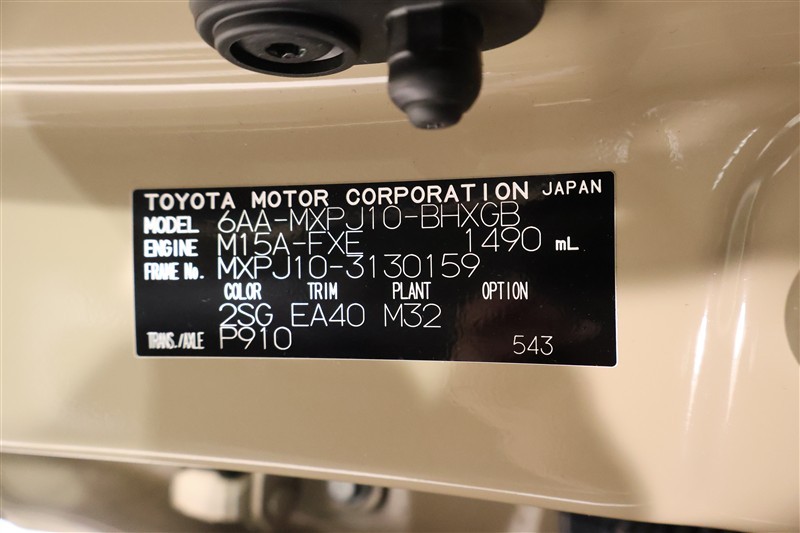 TOYOTA MOTOR CORPORATION JAPAN
MODEL 6AA-MXPJ10-BHXGB
ENGINE M15A-FXE 1490 mL
FRAME No. MXPJ10-3130159
COLOR TRIM PLANT OPTION
2SG EA40 M32
TRANS./AXLE P910 543